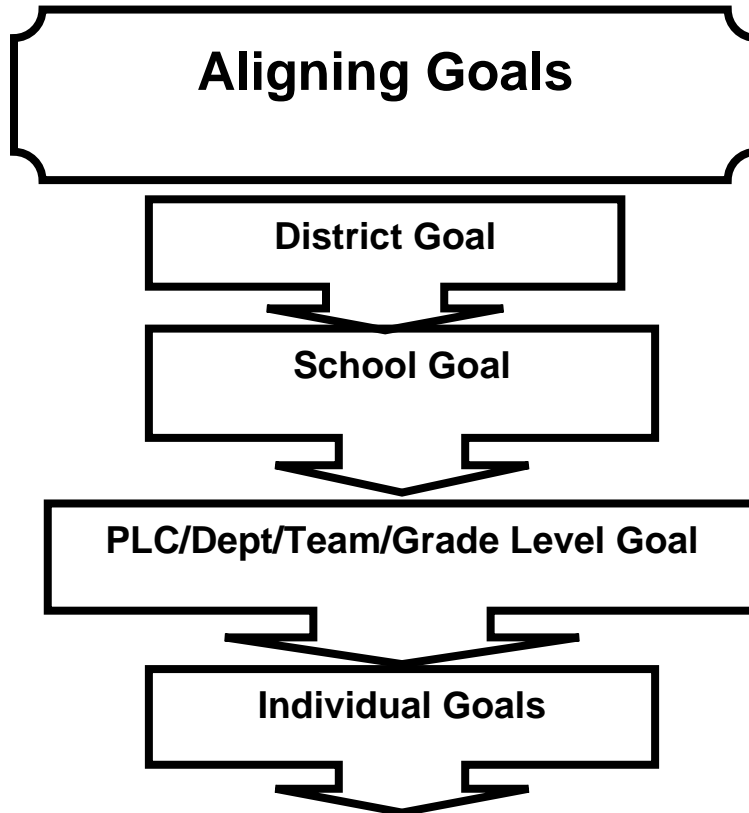 Aligning Goals
District Goal
School Goal
PLC/Dept/Team/Grade Level Goal
Individual Goals